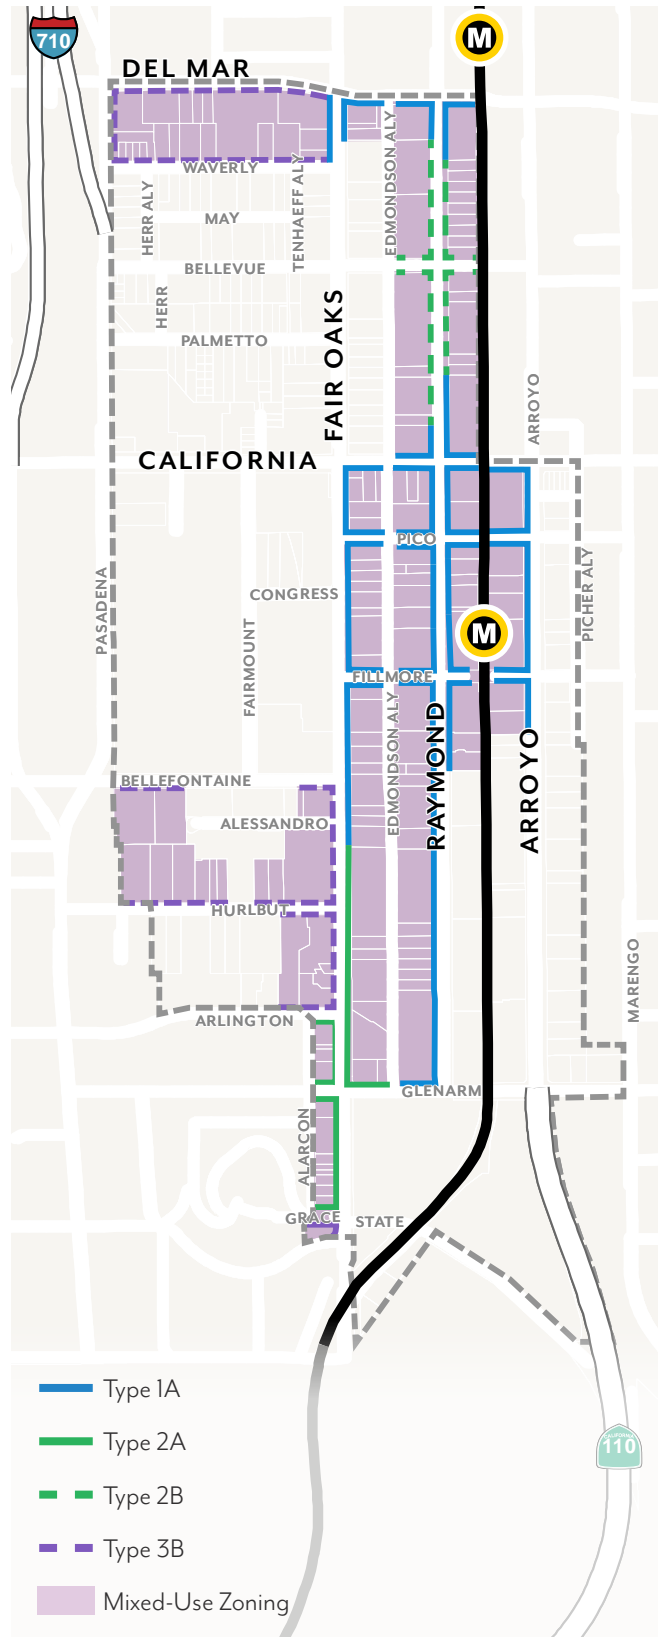 710
M
DEL MAR
EDMONDSON ALY
WAVERLY
TENHAEFF ALY
HERR ALY
MAY
BELLEVUE
HERR
FAIR OAKS
PALMETTO
ARROYO
CALIFORNIA
PICO
PICHER ALY
PASADENA
CONGRESS
FAIRMOUNT
M
FILLMORE
EDMONDSON ALY
RAYMOND
ARROYO
BELLEFONTAINE
ALESSANDRO
HURLBUT
MARENGO
ARLINGTON
GLENARM
ALARCON
GRACE
STATE
Type 1A
CALIFORNIA
110
Type 2A
Type 2B
Type 3B
Mixed-Use Zoning